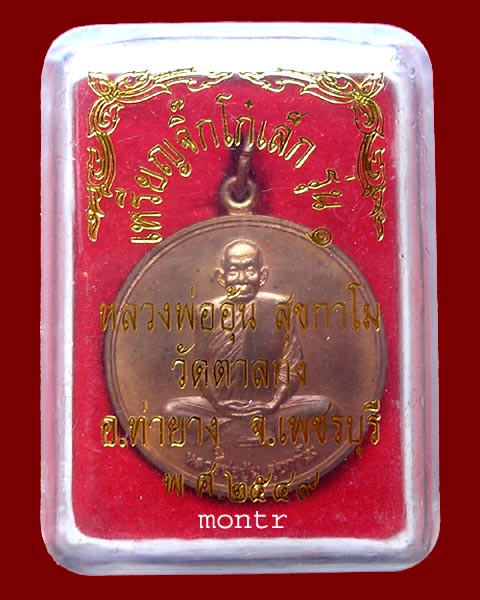 เหรียญจิ๊กโก๋เล็ก รุ่น ๑
หลวงพ่ออุ้น สุขกาโม
วัดตาลกง
อ.ท่ายาง จ.เพชรบุรี
พ.ศ.๒๕๔๙
montr